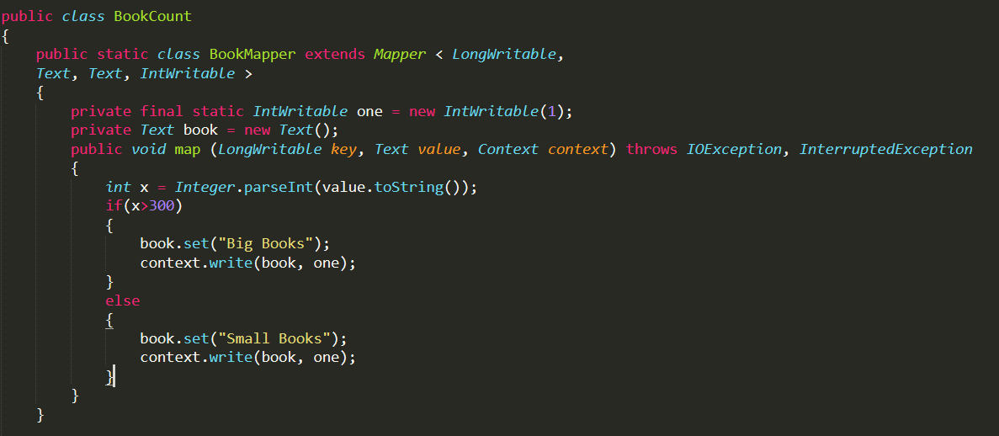 public class BookCount
{
    public static class BookMapper extends Mapper < LongWritable,
    Text, Text, IntWritable >
    {
        private final static IntWritable one = new IntWritable(1);
        private Text book = new Text();
        public void map (LongWritable key, Text value, Context context) throws IOException, InterruptedException
        {
            int x = Integer.parseInt(value.toString());
            if(x>300)
            {
                book.set("Big Books");
                context.write(book, one);
            }
            else
            {
                book.set("Small Books");
                context.write(book, one);
            }
        }
    }